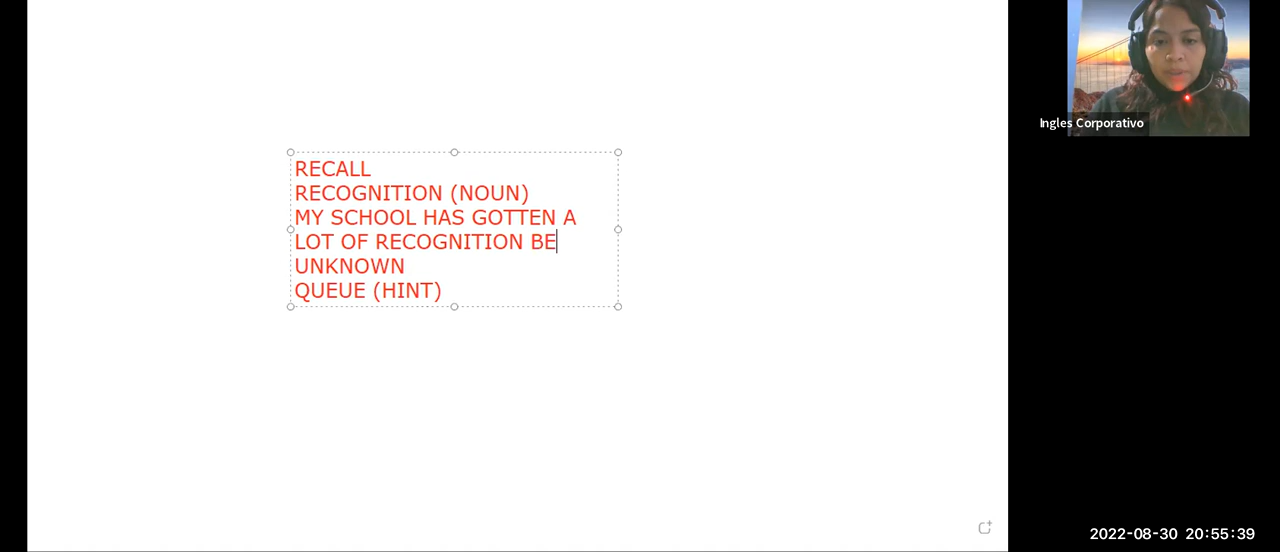 RECALL
RECOGNITION (NOUN)
MY SCHOOL HAS GOTTEN A
LOT OF RECOGNITION BE
UNKNOWN
QUEUE (HINT)
Ingles Corporativo
2022-08-30 20:55:39